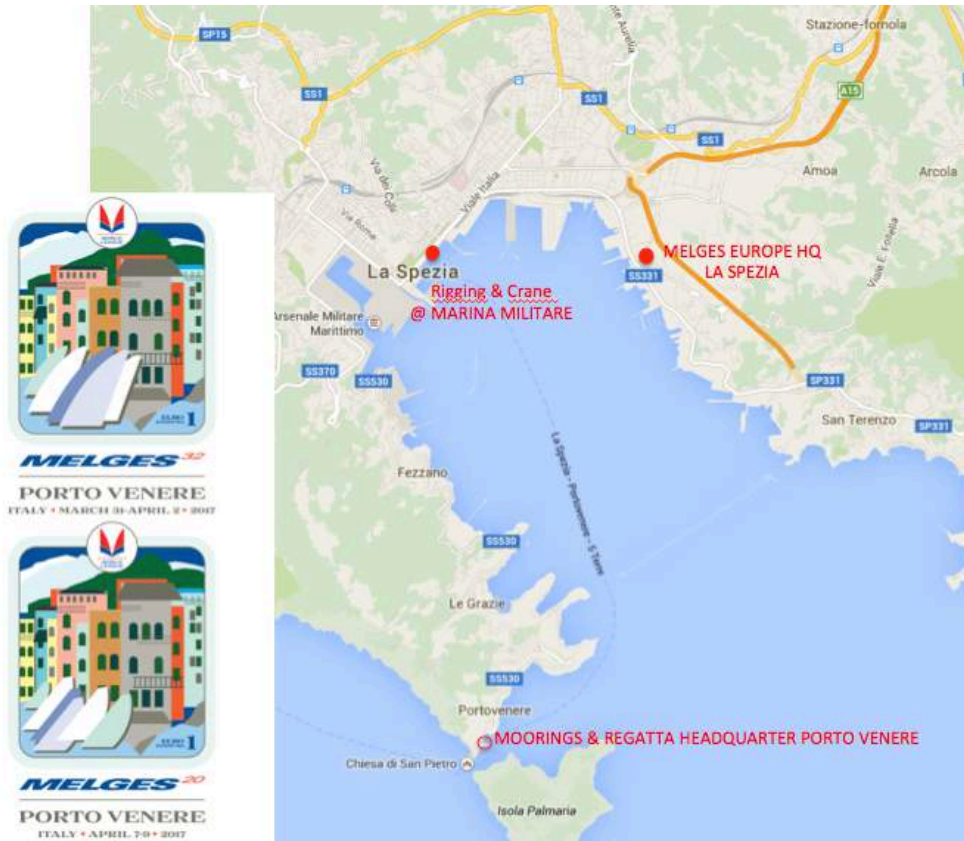 Stazione-fornola
SP15
SS1
SS1
SS1
A15
Amoa
Arcola
Via dei Colli
Viale Italia
Via Roma
Viale E. Fofella
La Spezia
MELGES EUROPE HQ
LA SPEZIA
SS331
Rigging & Crane
@ MARINA MILITARE
Arsenale Militare
Marittimo
SS370
SS530
SP331
San Terenzo
SP331
Fezzano
La Spezia - Portovenere - 5 Terre
SS530
Le Grazie
SS530
Portovenere
MOORINGS & REGATTA HEADQUARTER PORTO VENERE
Chiesa di San Pietro
Isola Palmaria
MELGES 32
PORTO VENERE
ITALY • MARCH 31-APRIL 2 • 2017
MELGES 20
PORTO VENERE
ITALY • APRIL 7-9 • 2017